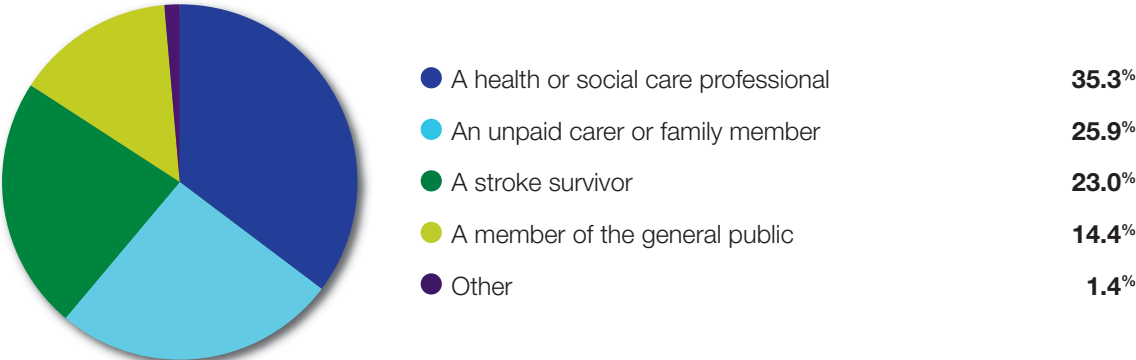 A health or social care professional 35.3%
An unpaid carer or family member 25.9%
A stroke survivor 23.0%
A member of the general public 14.4%
Other 1.4%